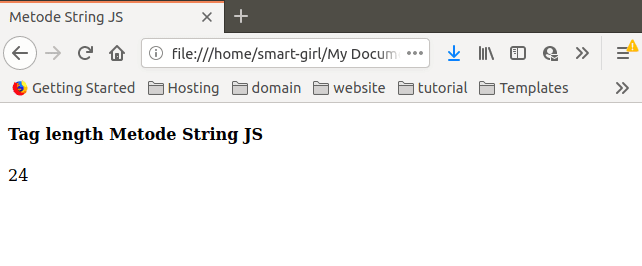 Metode String JS
file:///home/smart-girl/My Docum
Getting Started Hosting domain website tutorial Templates
Tag length Metode String JS
24